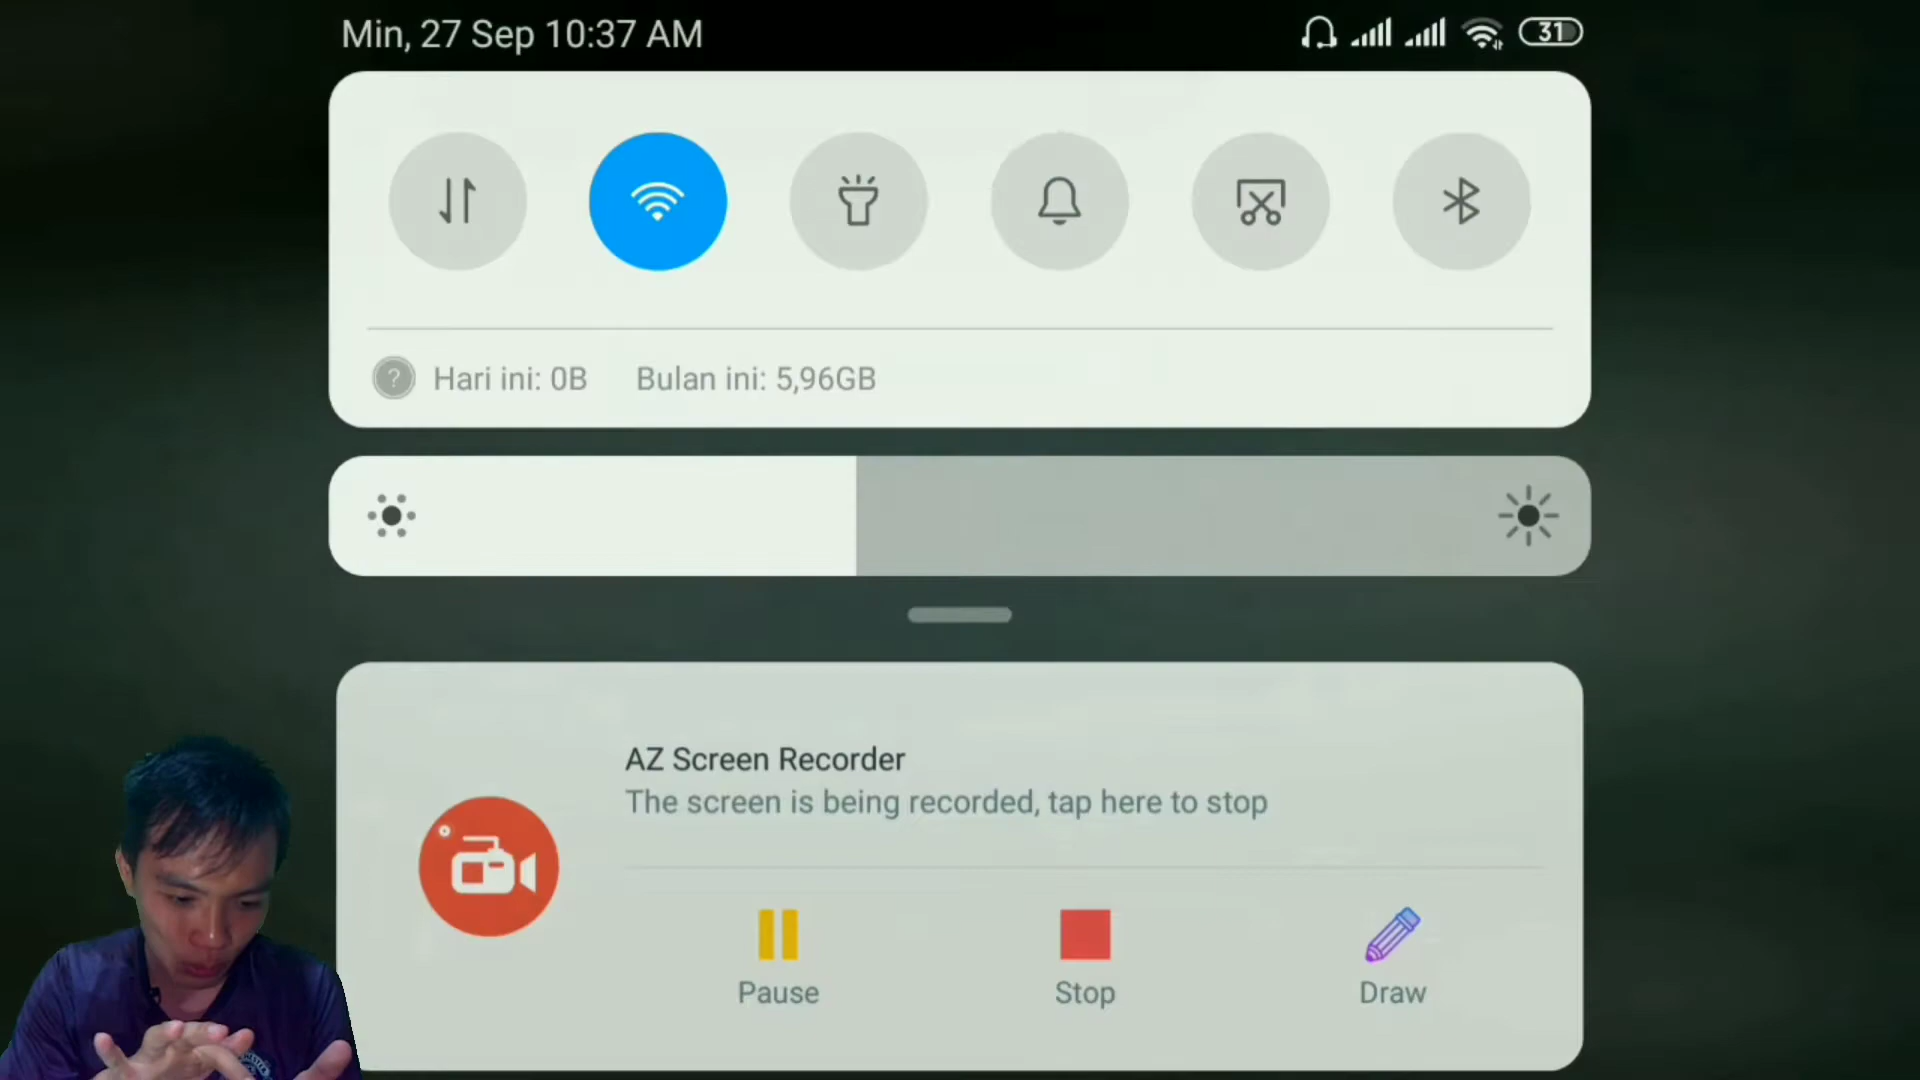 Min, 27 Sep 10:37 AM
31
Hari ini: 0B Bulan ini: 5,96GB
AZ Screen Recorder
The screen is being recorded, tap here to stop
Pause Stop Draw